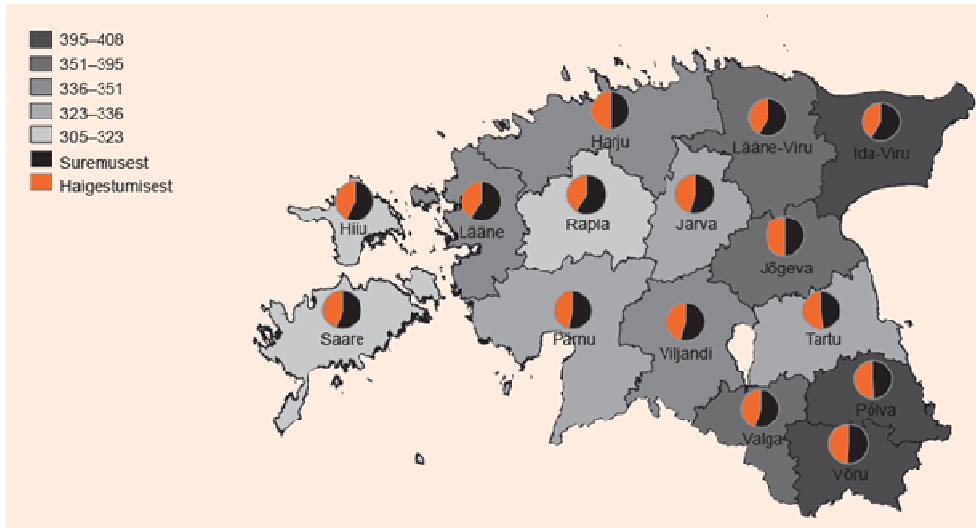 395–408
351–395
336–351
323–336
305–323
Suremusest
Haigestumisest
Harju
Lääne-Viru
Ida-Viru
Hiiu
Lääne
Rapla
Järva
Jõgeva
Saare
Pärnu
Viljandi
Tartu
Põlva
Valga
Võru